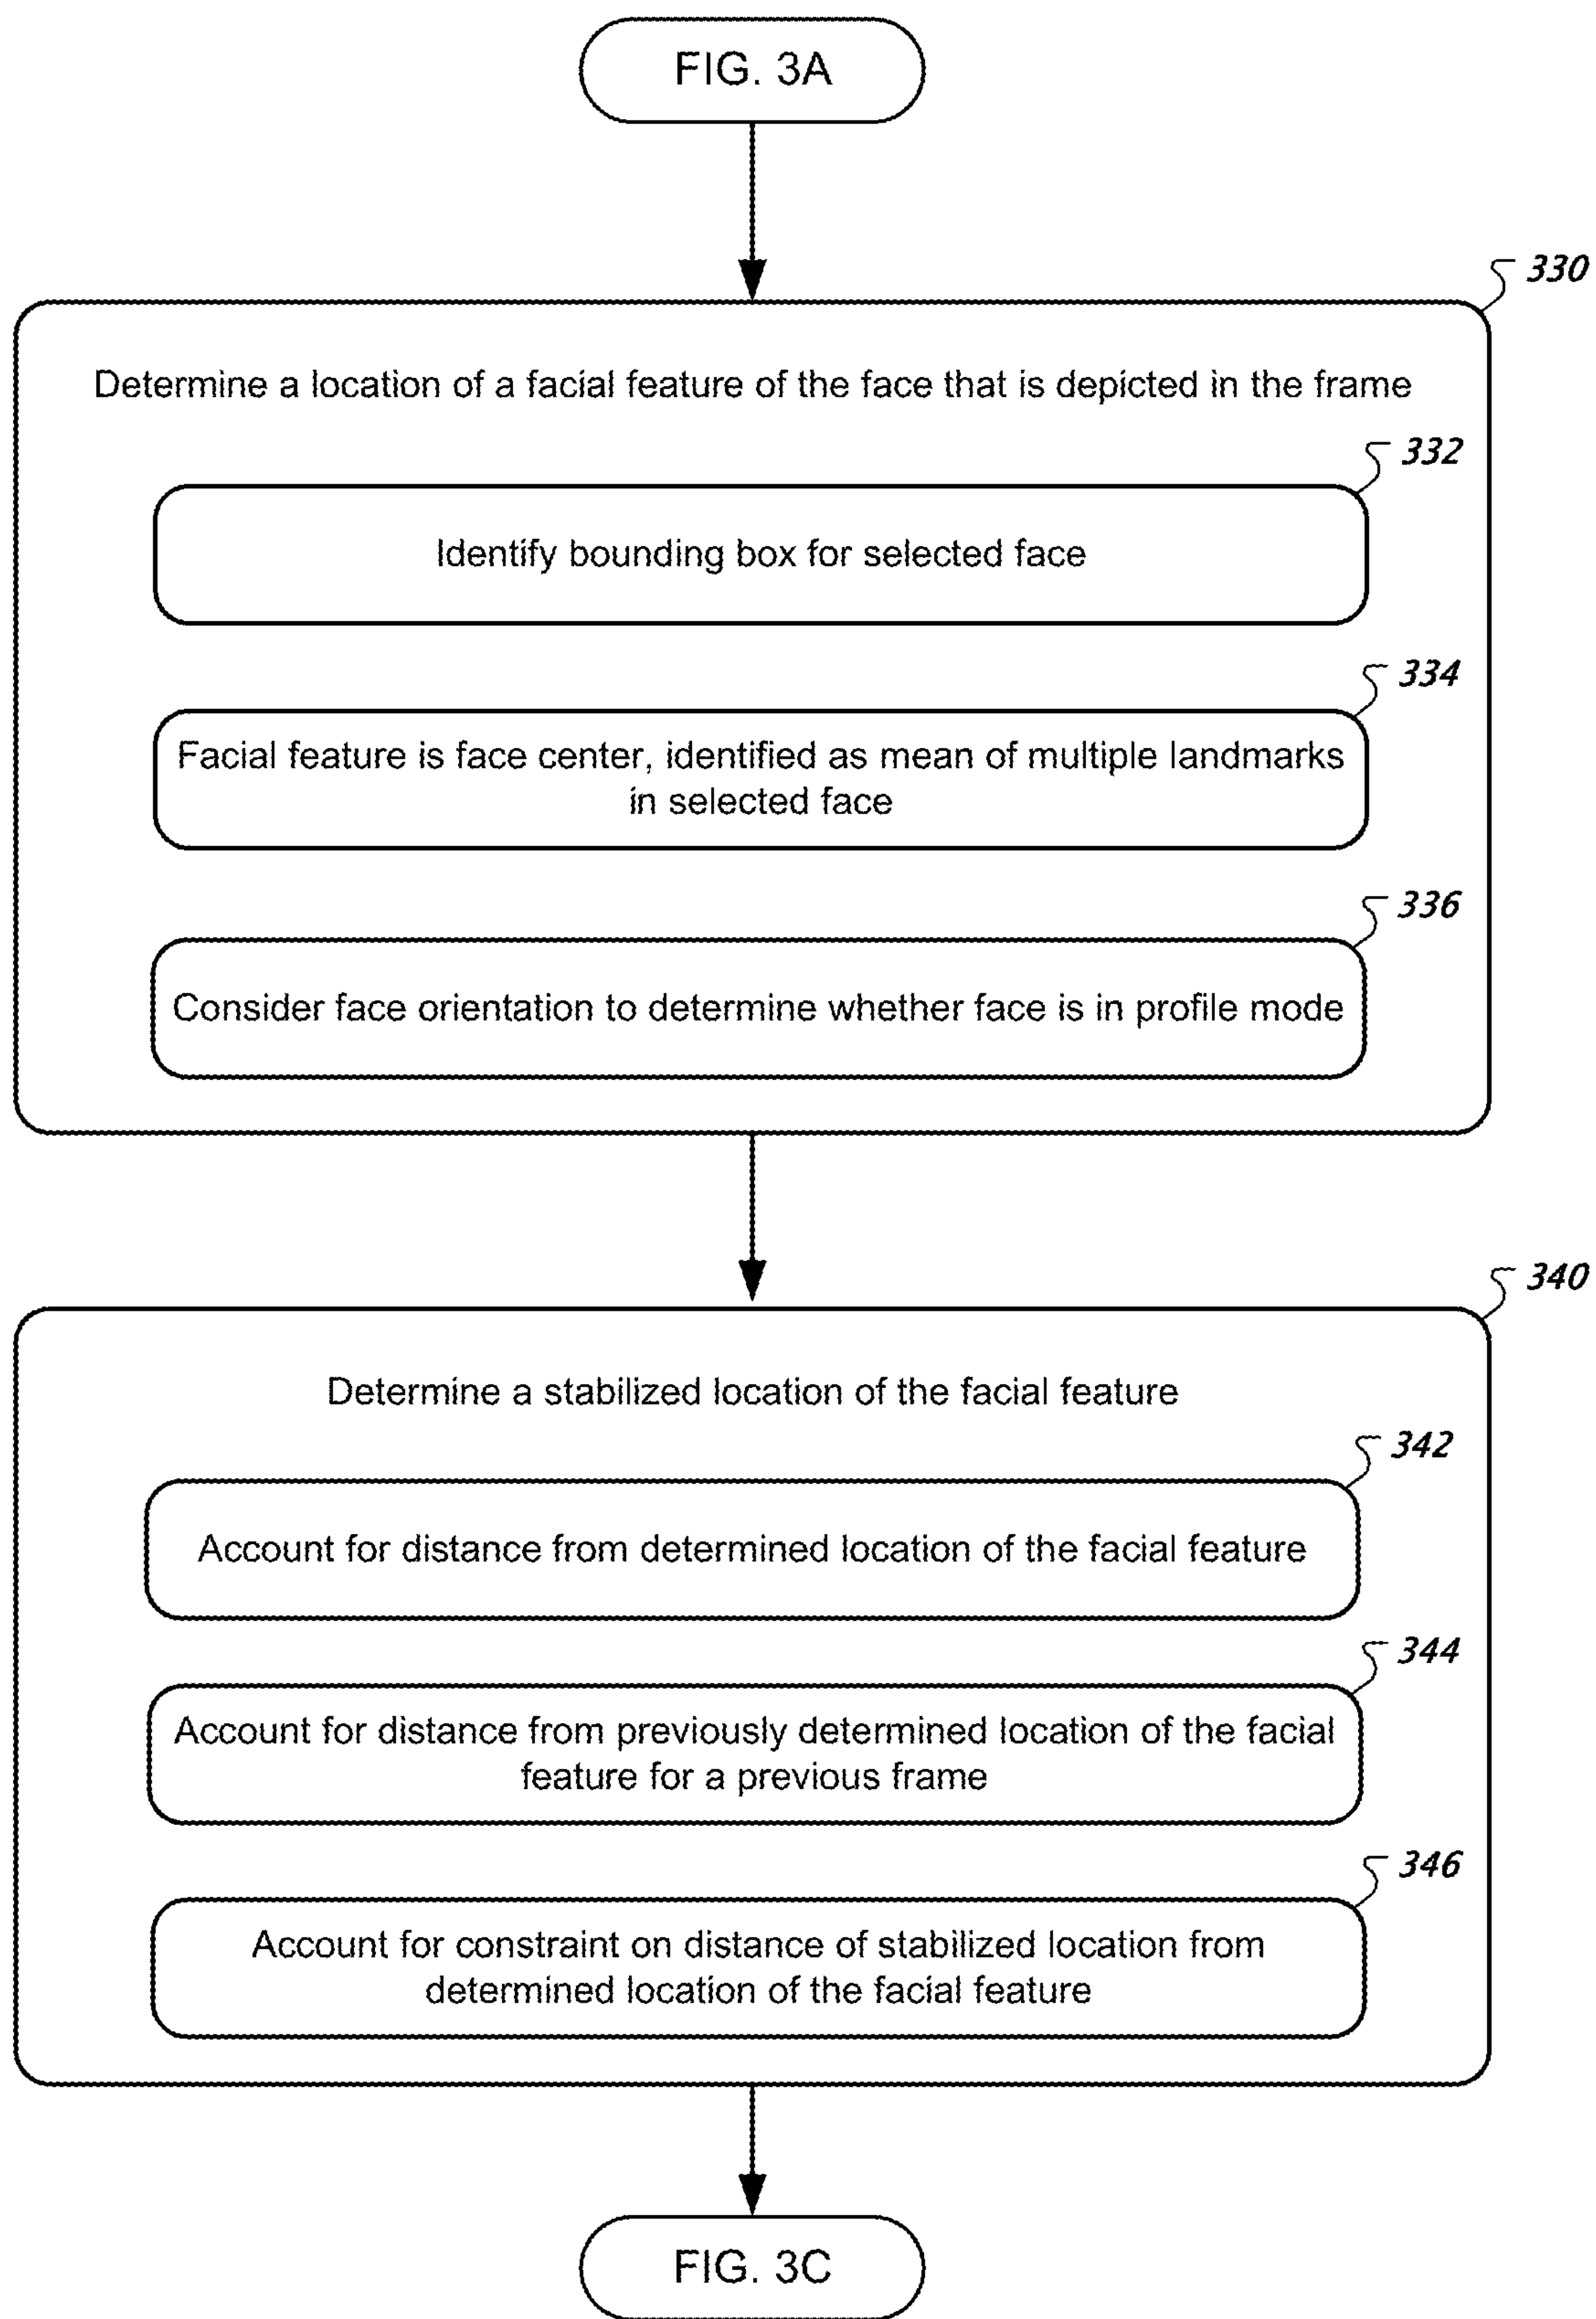 FIG. 3A
330
Determine a location of a facial feature of the face that is depicted in the frame
332
Identify bounding box for selected face
334
Facial feature is face center, identified as mean of multiple landmarks
in selected face
336
Consider face orientation to determine whether face is in profile mode
340
Determine a stabilized location of the facial feature
342
Account for distance from determined location of the facial feature
344
Account for distance from previously determined location of the facial
feature for a previous frame
346
Account for constraint on distance of stabilized location from
determined location of the facial feature
FIG. 3C